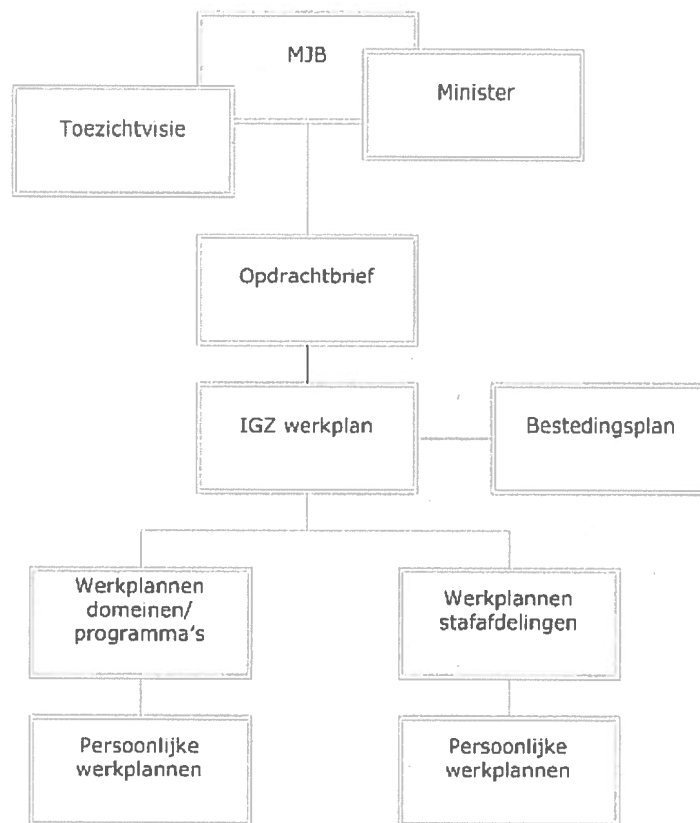 MJB
Minister
Toezichtvisie
Opdrachtbrief
IGZ werkplan
Bestedingsplan
Werkplannen
domeinen/
programma's
Werkplannen
stafafdelingen
Persoonlijke
werkplannen
Persoonlijke
werkplannen